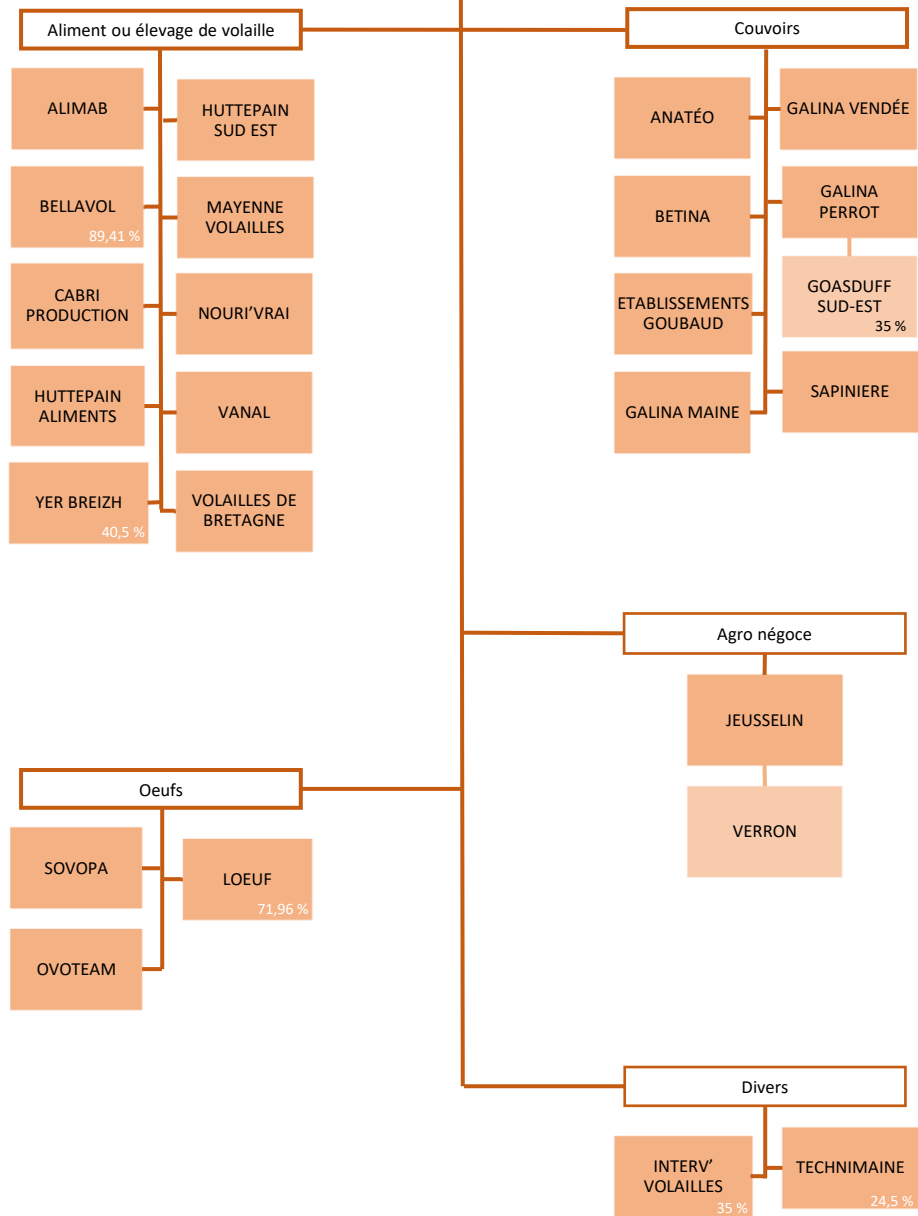 Aliment ou élevage de volaille
ALIMAB
HUTTEPAIN
SUD EST
BELLAVOL
89,41 %
MAYENNE
VOLAILLES
CABRI
PRODUCTION
NOURI’VRAI
HUTTEPAIN
ALIMENTS
VANAL
YER BREIZH
40,5 %
VOLAILLES DE
BRETAGNE
Couvoirs
ANATÉO
GALINA VENDÉE
BETINA
GALINA
PERROT
ETABLISSEMENTS
GOUBAUD
GOASDUFF
SUD-EST
35 %
GALINA MAINE
SAPINIERE
Agro négoce
JEUSSELIN
VERRON
Oeufs
SOVOPA
LOEUF
71,96 %
OVOTEAM
Divers
INTERV’
VOLAILLES
35 %
TECHNIMAINE
24,5 %